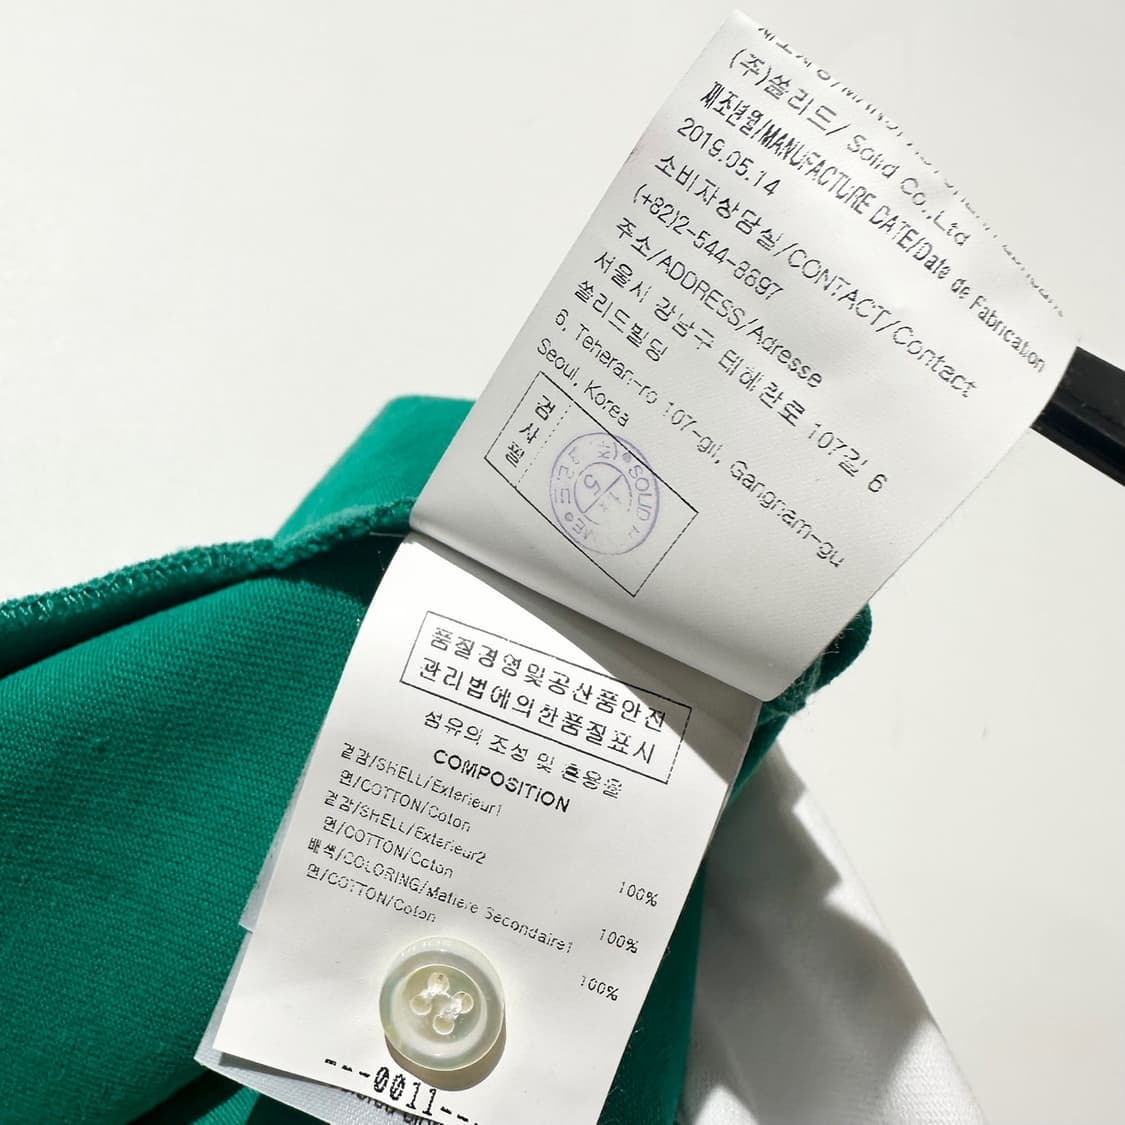 (주)쏠리드/ Solid Co.,Ltd
제조년월/MANUFACTURE DATE/Date de Fabrication
2019.05.14
소비자상담실/CONTACT/Contact
(+82)2-544-8697
주소/ADDRESS/Adresse
서울시 강남구 테헤란로 107길 6
쏠리드빌딩
6, Teheran-ro 107-gil, Gangnam-gu
Seoul, Korea
검사필
SOLID
5
품질경영및공산품안전
관리법에의한품질표시
섬유의 조성 및 혼용률
COMPOSITION
겉감/SHELL/Exterieur1
면/COTTON/Coton 100%
겉감/SHELL/Exterieur2
면/COTTON/Coton 100%
배색/COLORING/Matiere Secondaire1
면/COTTON/Coton 100%
---0011--